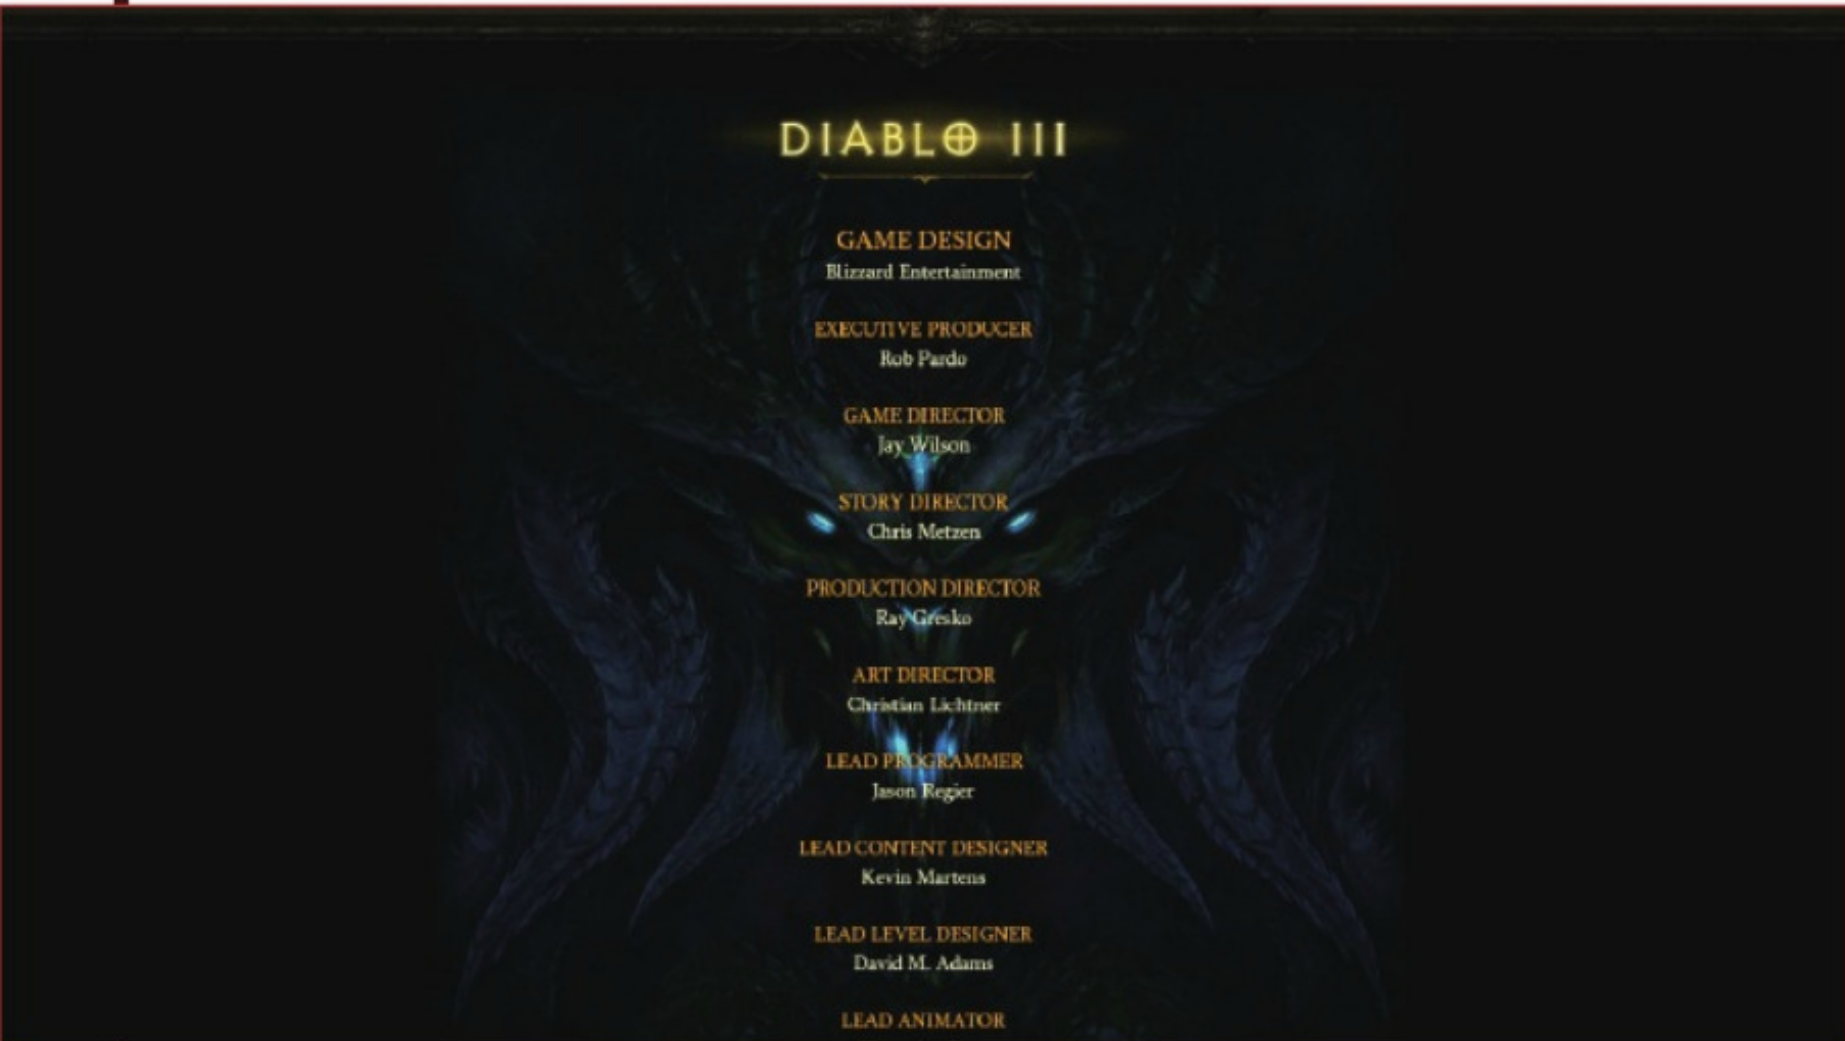 DIABLO III
GAME DESIGN
Blizzard Entertainment
EXECUTIVE PRODUCER
Rob Pardo
GAME DIRECTOR
Jay Wilson
STORY DIRECTOR
Chris Metzen
PRODUCTION DIRECTOR
Ray Gresko
ART DIRECTOR
Christian Lichtner
LEAD PROGRAMMER
Jason Regier
LEAD CONTENT DESIGNER
Kevin Martens
LEAD LEVEL DESIGNER
David M. Adams
LEAD ANIMATOR